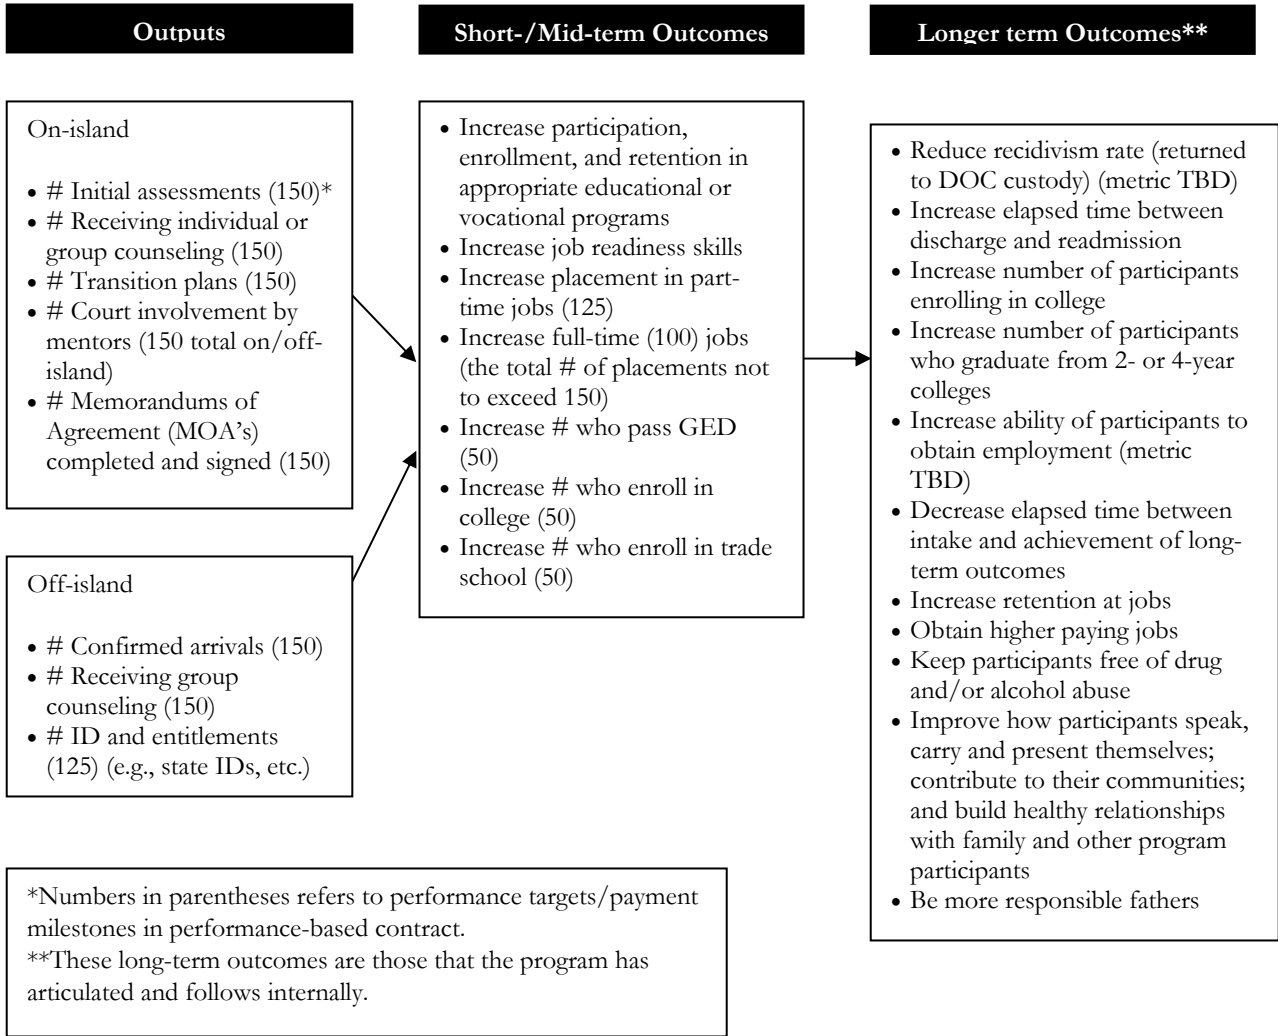 Outputs
Short-/Mid-term Outcomes
Longer term Outcomes**
On-island
• # Initial assessments (150)*
• # Receiving individual or
group counseling (150)
• # Transition plans (150)
• # Court involvement by
mentors (150 total on/off-
island)
• # Memorandums of
Agreement (MOA’s)
completed and signed (150)
Off-island
• # Confirmed arrivals (150)
• # Receiving group
counseling (150)
• # ID and entitlements
(125) (e.g., state IDs, etc.)
• Increase participation,
enrollment, and retention in
appropriate educational or
vocational programs
• Increase job readiness skills
• Increase placement in part-
time jobs (125)
• Increase full-time (100) jobs
(the total # of placements not
to exceed 150)
• Increase # who pass GED
(50)
• Increase # who enroll in
college (50)
• Increase # who enroll in trade
school (50)
• Reduce recidivism rate (returned
to DOC custody) (metric TBD)
• Increase elapsed time between
discharge and readmission
• Increase number of participants
enrolling in college
• Increase number of participants
who graduate from 2- or 4-year
colleges
• Increase ability of participants to
obtain employment (metric
TBD)
• Decrease elapsed time between
intake and achievement of long-
term outcomes
• Increase retention at jobs
• Obtain higher paying jobs
• Keep participants free of drug
and/or alcohol abuse
• Improve how participants speak,
carry and present themselves;
contribute to their communities;
and build healthy relationships
with family and other program
participants
• Be more responsible fathers
*Numbers in parentheses refers to performance targets/payment
milestones in performance-based contract.
**These long-term outcomes are those that the program has
articulated and follows internally.